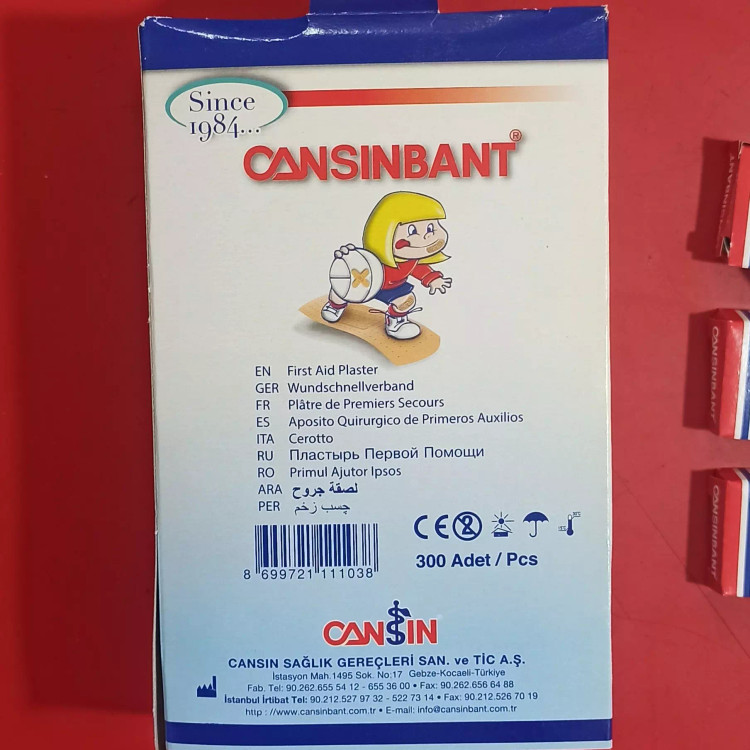 Since
1984...
CANSINBANT®
EN First Aid Plaster
GER Wundschnellverband
FR Plâtre de Premiers Secours
ES Aposito Quirurgico de Primeros Auxilios
ITA Cerotto
RU Пластырь Первой Помощи
RO Primul Ajutor Ipsos
ARA لصقة جروح
PER چسب زخم
CE 2
300 Adet / Pcs
8 699721 111038
CANSIN
CANSIN SAĞLIK GEREÇLERİ SAN. ve TİC A.Ş.
İstasyon Mah.1495 Sok. No:17 Gebze-Kocaeli-Türkiye
Fab. Tel: 90.262.655 54 12 - 655 36 00 • Fax: 90.262.656 64 88
İstanbul İrtibat Tel: 90.212.527 97 32 - 522 73 14 • Fax: 90.212.526 70 19
http : //www.cansinbant.com.tr • E-mail: info@cansinbant.com.tr
CANSINBANT
CANSINBANT
CANSINBANT